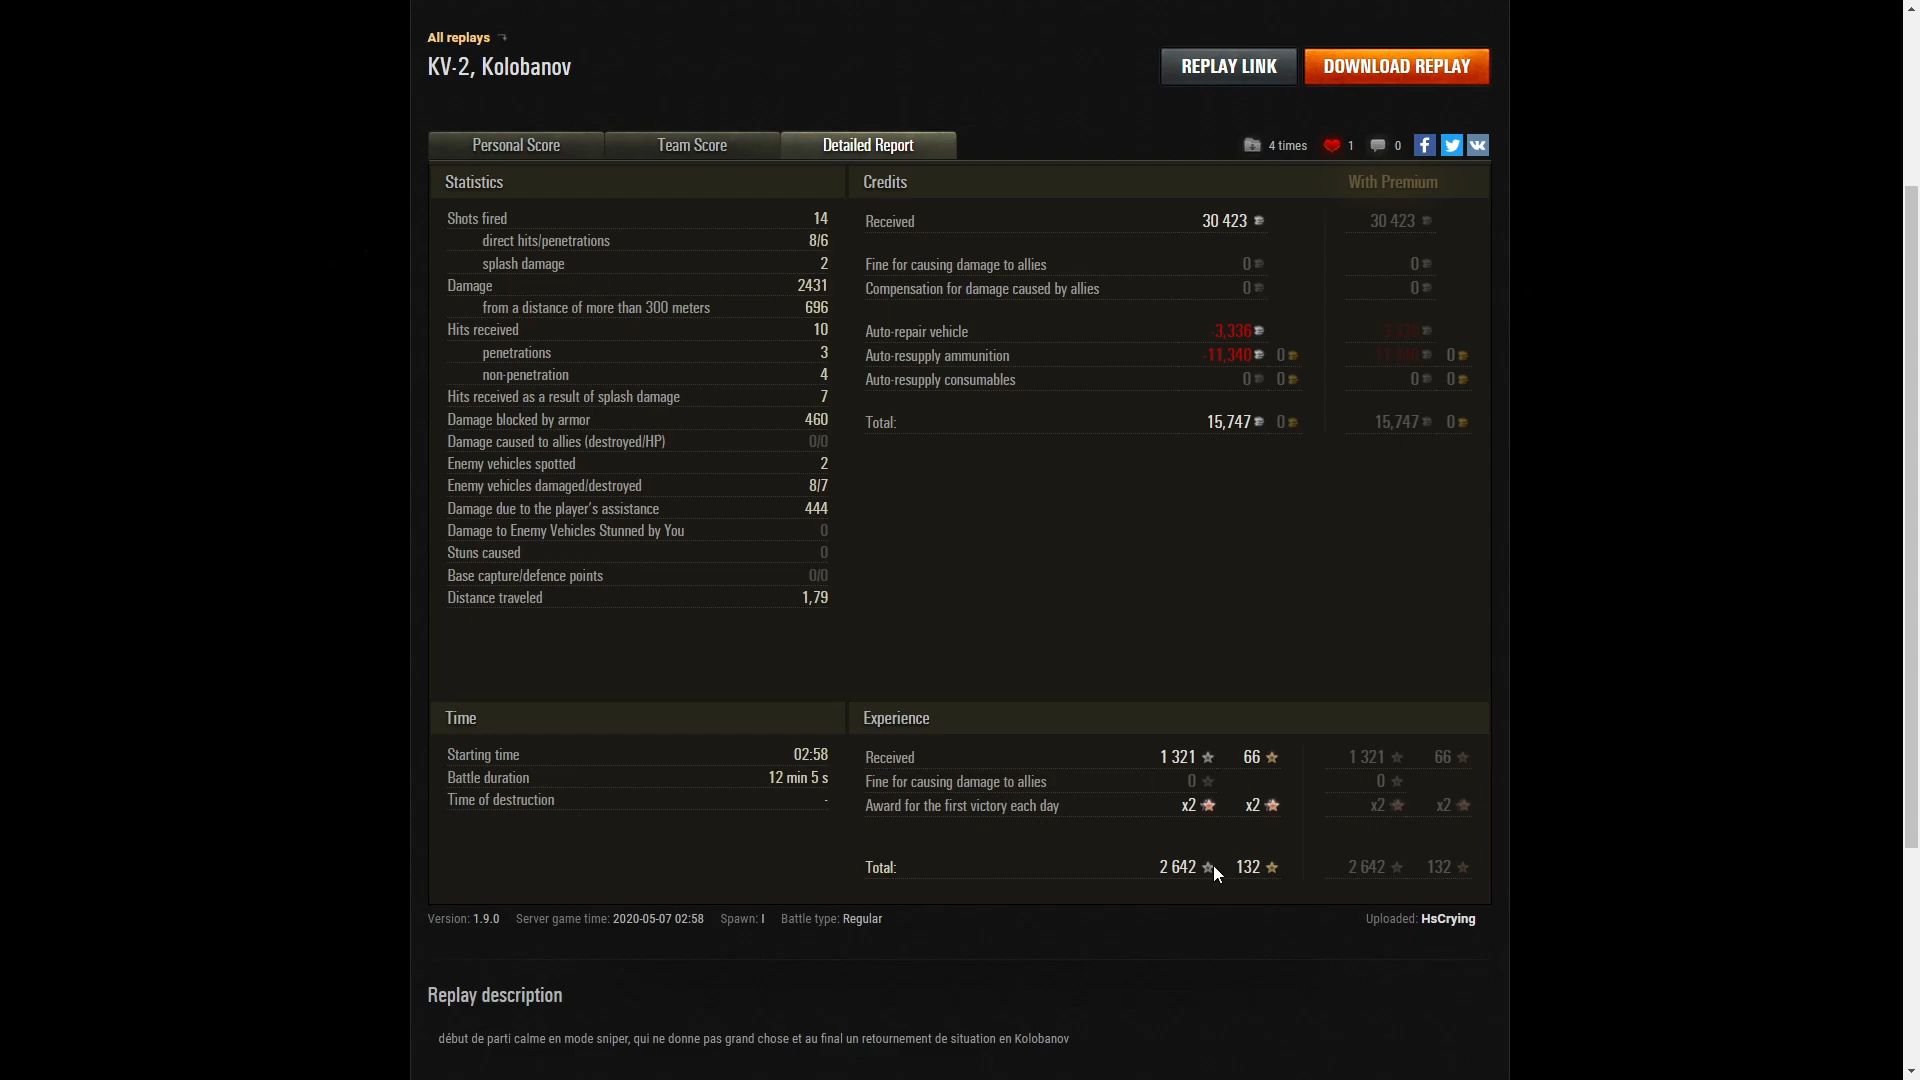 All replays
KV-2, Kolobanov
REPLAY LINK
DOWNLOAD REPLAY
Personal Score
Team Score
Detailed Report
4 times
1
0
Statistics
Shots fired 14
direct hits/penetrations 8/6
splash damage 2
Damage 2431
from a distance of more than 300 meters 696
Hits received 10
penetrations 3
non-penetration 4
Hits received as a result of splash damage 7
Damage blocked by armor 460
Damage caused to allies (destroyed/HP) 0/0
Enemy vehicles spotted 2
Enemy vehicles damaged/destroyed 8/7
Damage due to the player's assistance 444
Damage to Enemy Vehicles Stunned by You 0
Stuns caused 0
Base capture/defence points 0/0
Distance traveled 1,79
Credits With Premium
Received 30 423 30 423
Fine for causing damage to allies 0 0
Compensation for damage caused by allies 0 0
Auto-repair vehicle -3,336 -3,336
Auto-resupply ammunition -11,340 0 -11,340 0
Auto-resupply consumables 0 0 0 0
Total: 15,747 0 15,747 0
Time
Starting time 02:58
Battle duration 12 min 5 s
Time of destruction -
Experience
Received 1 321 66 1 321 66
Fine for causing damage to allies 0 0
Award for the first victory each day x2 x2 x2 x2
Total: 2 642 132 2 642 132
Version: 1.9.0 Server game time: 2020-05-07 02:58 Spawn: I Battle type: Regular
Uploaded: HsCrying
Replay description
début de parti calme en mode sniper, qui ne donne pas grand chose et au final un retournement de situation en Kolobanov